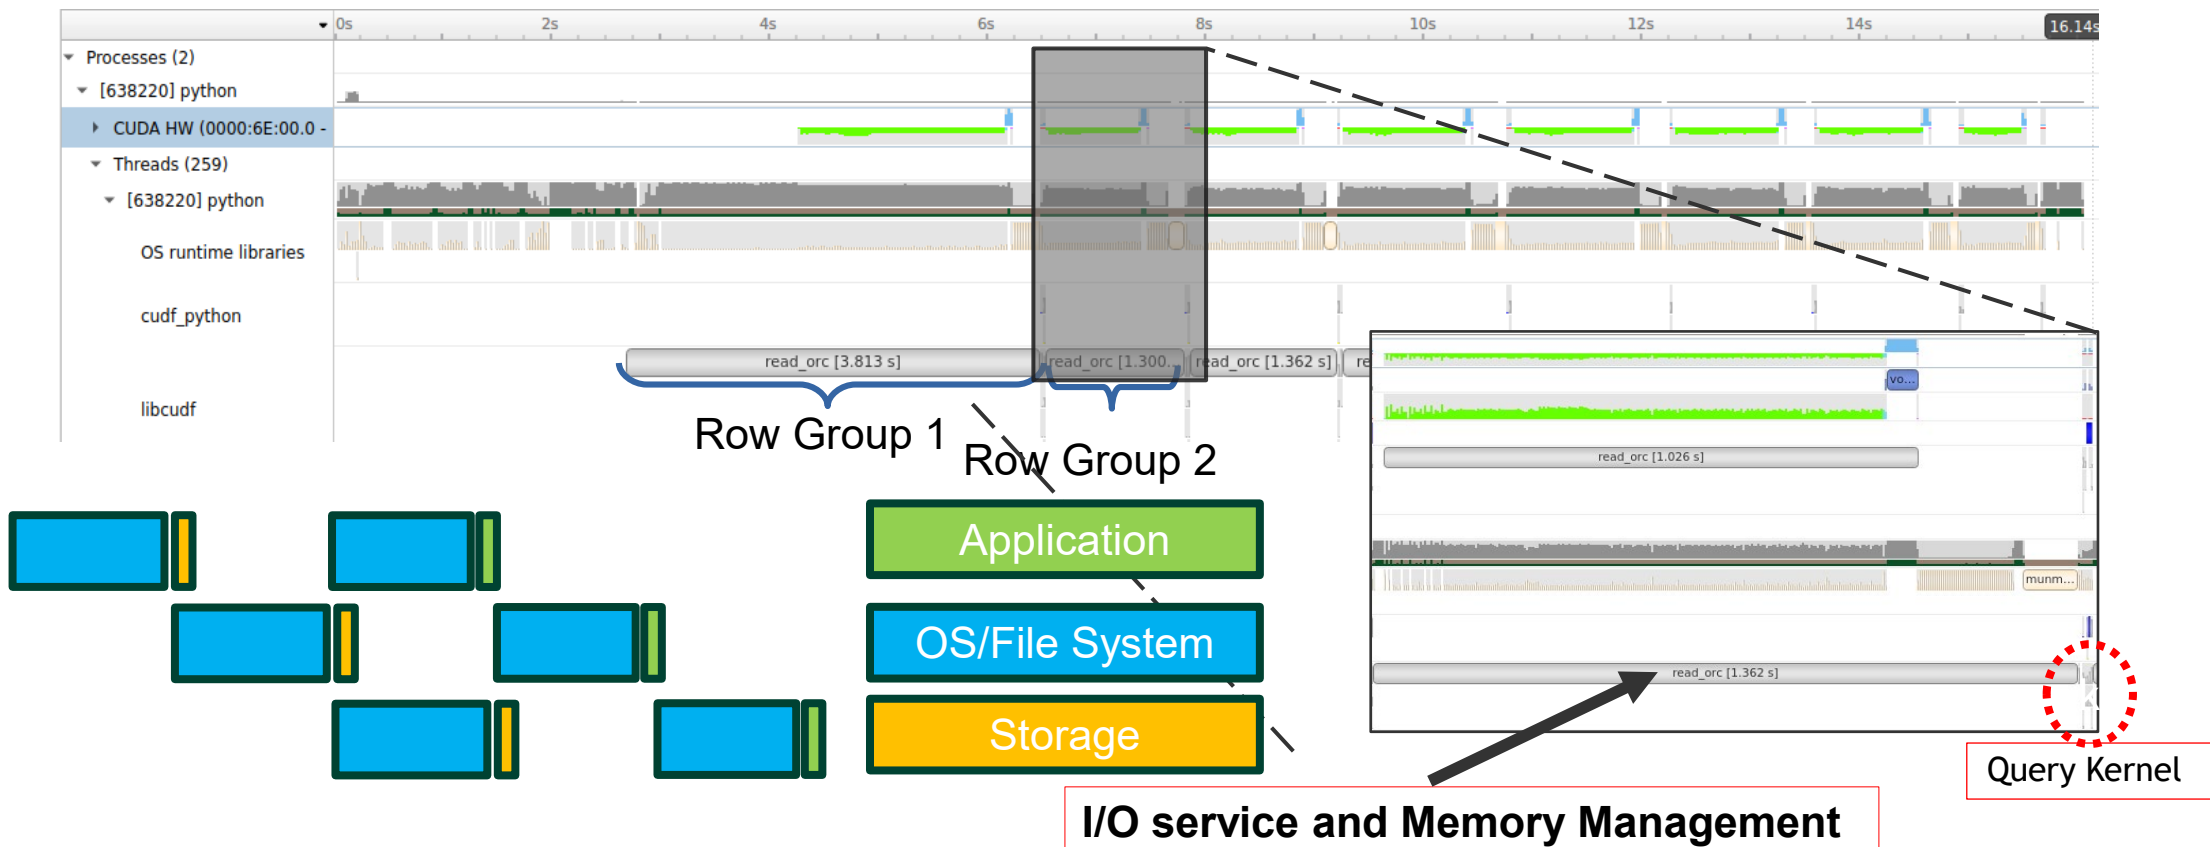 0s 2s 4s 6s 8s 10s 12s 14s 16.14s
Processes (2)
[638220] python
CUDA HW (0000:6E:00.0 -
Threads (259)
[638220] python
OS runtime libraries
cudf_python
libcudf
read_orc [3.813 s]
read_orc [1.300...
read_orc [1.362 s]
re
Row Group 1
Row Group 2
vo...
read_orc [1.026 s]
munm...
read_orc [1.362 s]
Application
OS/File System
Storage
Query Kernel
I/O service and Memory Management